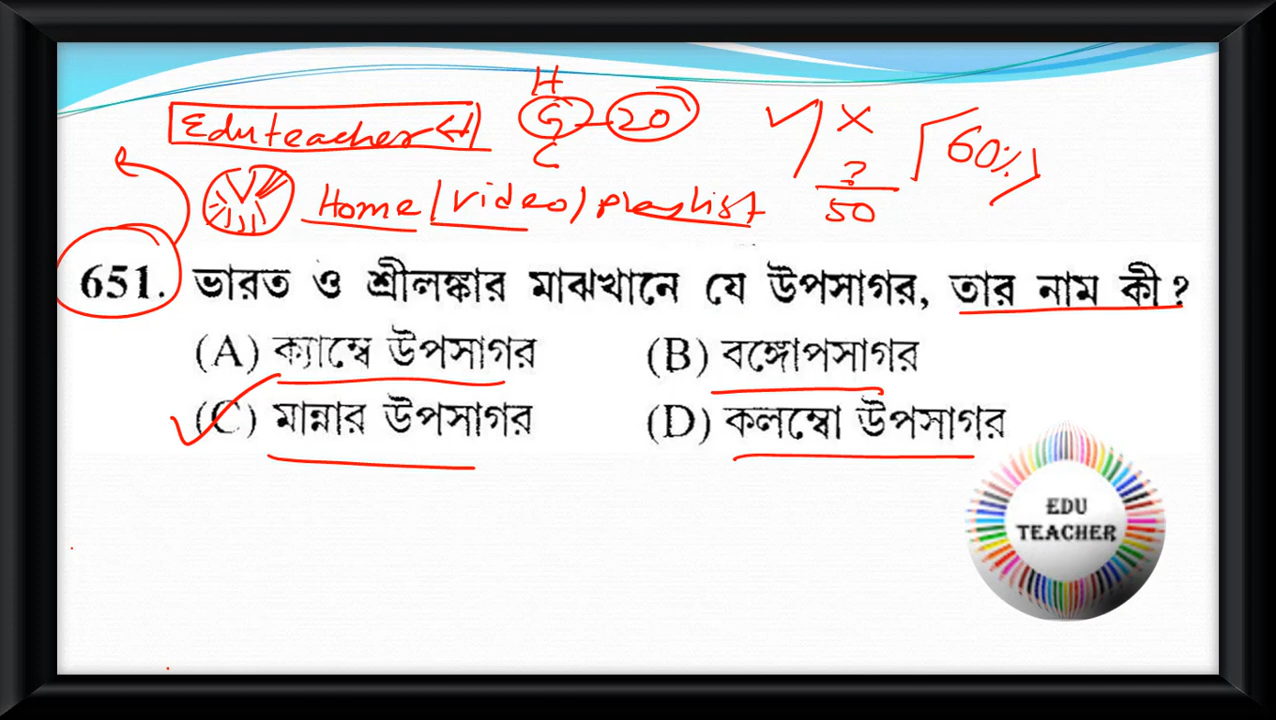 H
Eduteacher G - 20 ✓ X 60%
C ?
Home / Video / playlist 50
651. ভারত ও শ্রীলঙ্কার মাঝখানে যে উপসাগর, তার নাম কী ?
(A) ক্যাম্বে উপসাগর (B) বঙ্গোপসাগর
(C) মান্নার উপসাগর (D) কলম্বো উপসাগর
EDU
TEACHER